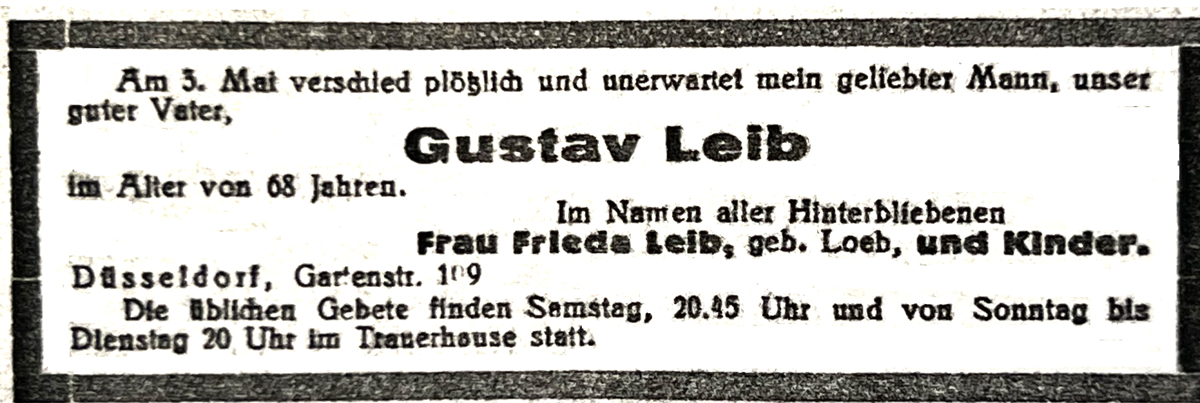 Am 3. Mai verschied plötzlich und unerwartet mein geliebter Mann, unser
guter Vater,
Gustav Leib
im Alter von 68 Jahren.
Im Namen aller Hinterbliebenen
Frau Frieda Leib, geb. Loeb, und Kinder.
Düsseldorf, Gartenstr. 109
Die üblichen Gebete finden Samstag, 20.45 Uhr und von Sonntag bis
Dienstag 20 Uhr im Trauerhause statt.